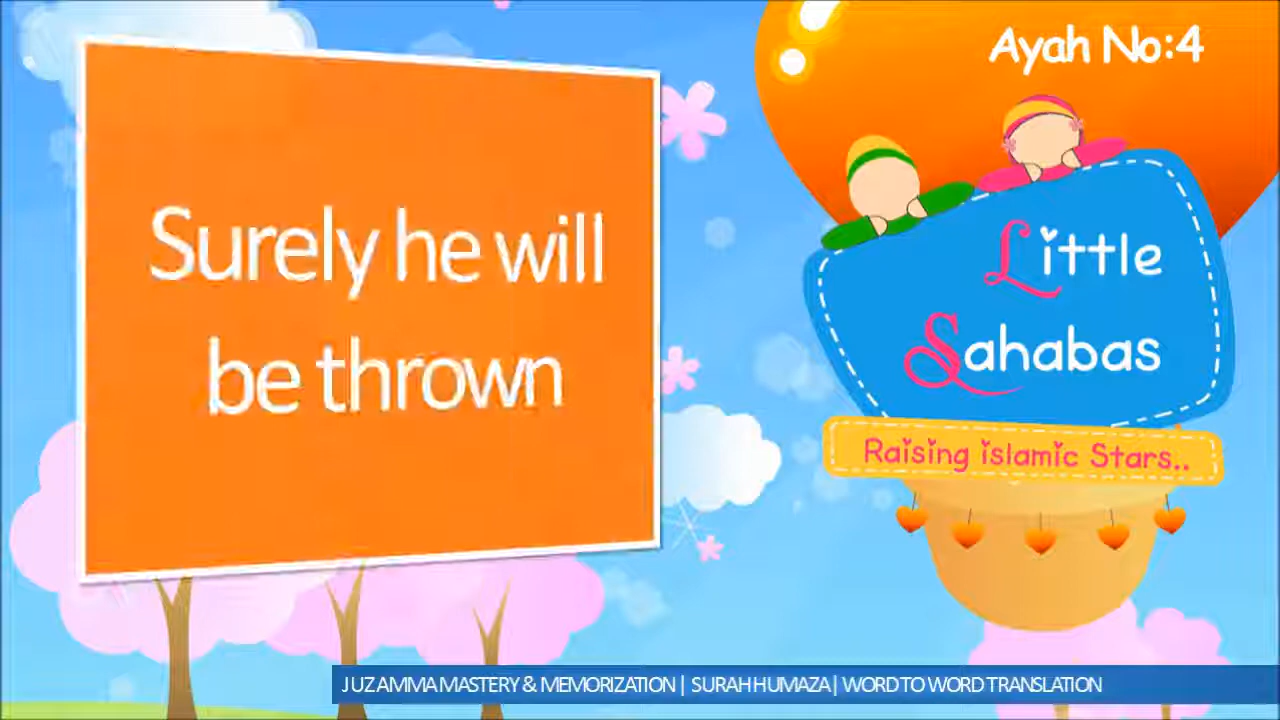 Ayah No:4
Surely he will
be thrown
Little
Sahabas
Raising islamic Stars..
JUZ AMMA MASTERY & MEMORIZATION | SURAH HUMAZA | WORD TO WORD TRANSLATION